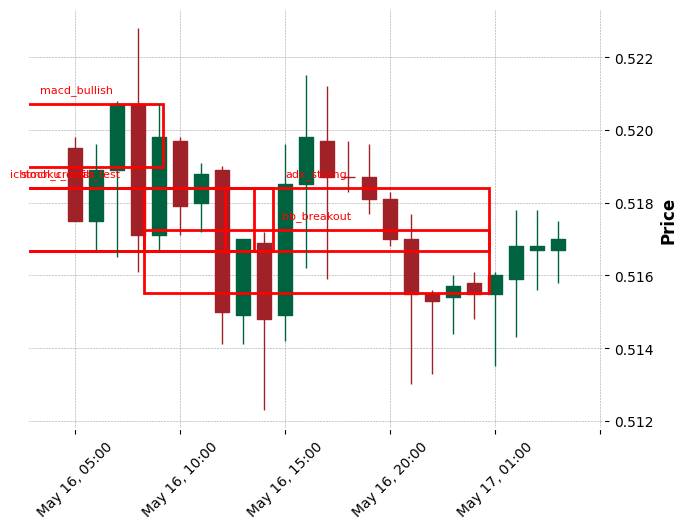 0.522
macd_bullish
0.520
adx_strong
0.518
bb_breakout
Price
0.516
0.514
0.512
May 16, 05:00
May 16, 10:00
May 16, 15:00
May 16, 20:00
May 17, 01:00